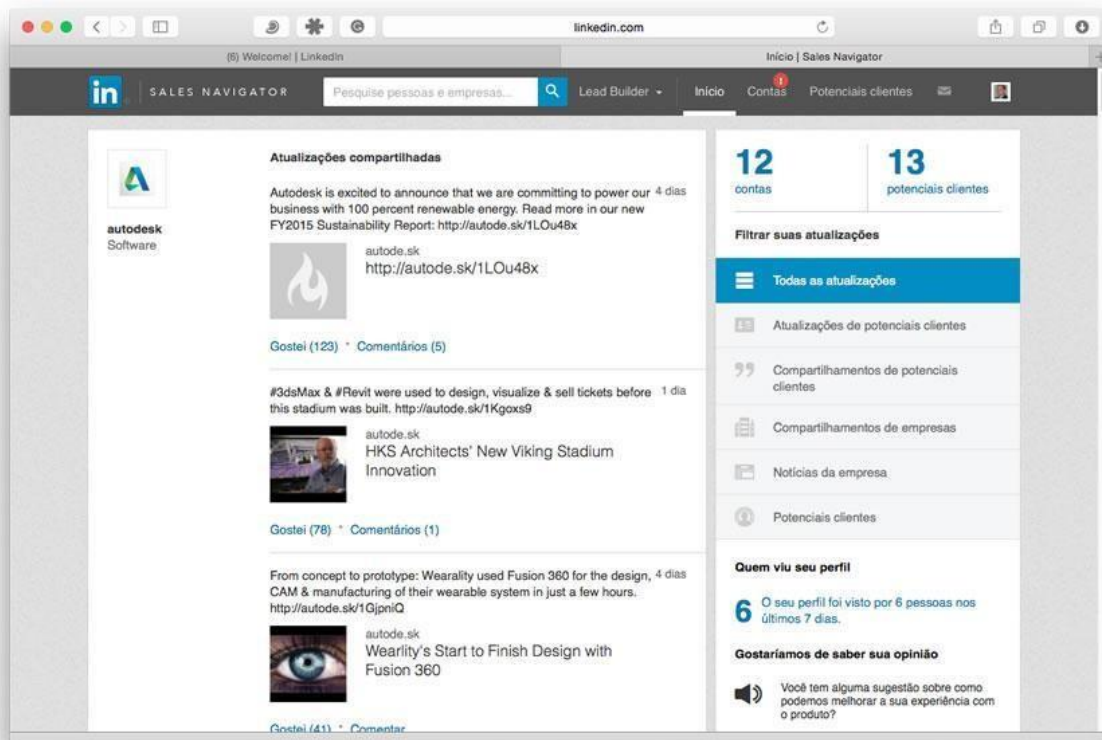 linkedin.com
(6) Welcome! | LinkedIn
Início | Sales Navigator
in
SALES NAVIGATOR
Pesquise pessoas e empresas...
Lead Builder
Início
Contas
1
Potenciais clientes
autodesk
Software
Atualizações compartilhadas
Autodesk is excited to announce that we are committing to power our 4 dias
business with 100 percent renewable energy. Read more in our new
FY2015 Sustainability Report: http://autode.sk/1LOu48x
autode.sk
http://autode.sk/1LOu48x
Gostei (123) * Comentários (5)
#3dsMax & #Revit were used to design, visualize & sell tickets before 1 dia
this stadium was built. http://autode.sk/1Kgoxs9
autode.sk
HKS Architects' New Viking Stadium
Innovation
Gostei (78) * Comentários (1)
From concept to prototype: Wearality used Fusion 360 for the design, 4 dias
CAM & manufacturing of their wearable system in just a few hours.
http://autode.sk/1GjpniQ
autode.sk
Wearlity's Start to Finish Design with
Fusion 360
Gostei (41) * Comentar
12
contas
13
potenciais clientes
Filtrar suas atualizações
Todas as atualizações
Atualizações de potenciais clientes
Compartilhamentos de potenciais
clientes
Compartilhamentos de empresas
Notícias da empresa
Potenciais clientes
Quem viu seu perfil
6 O seu perfil foi visto por 6 pessoas nos
últimos 7 dias.
Gostaríamos de saber sua opinião
Você tem alguma sugestão sobre como
podemos melhorar a sua experiência com
o produto?